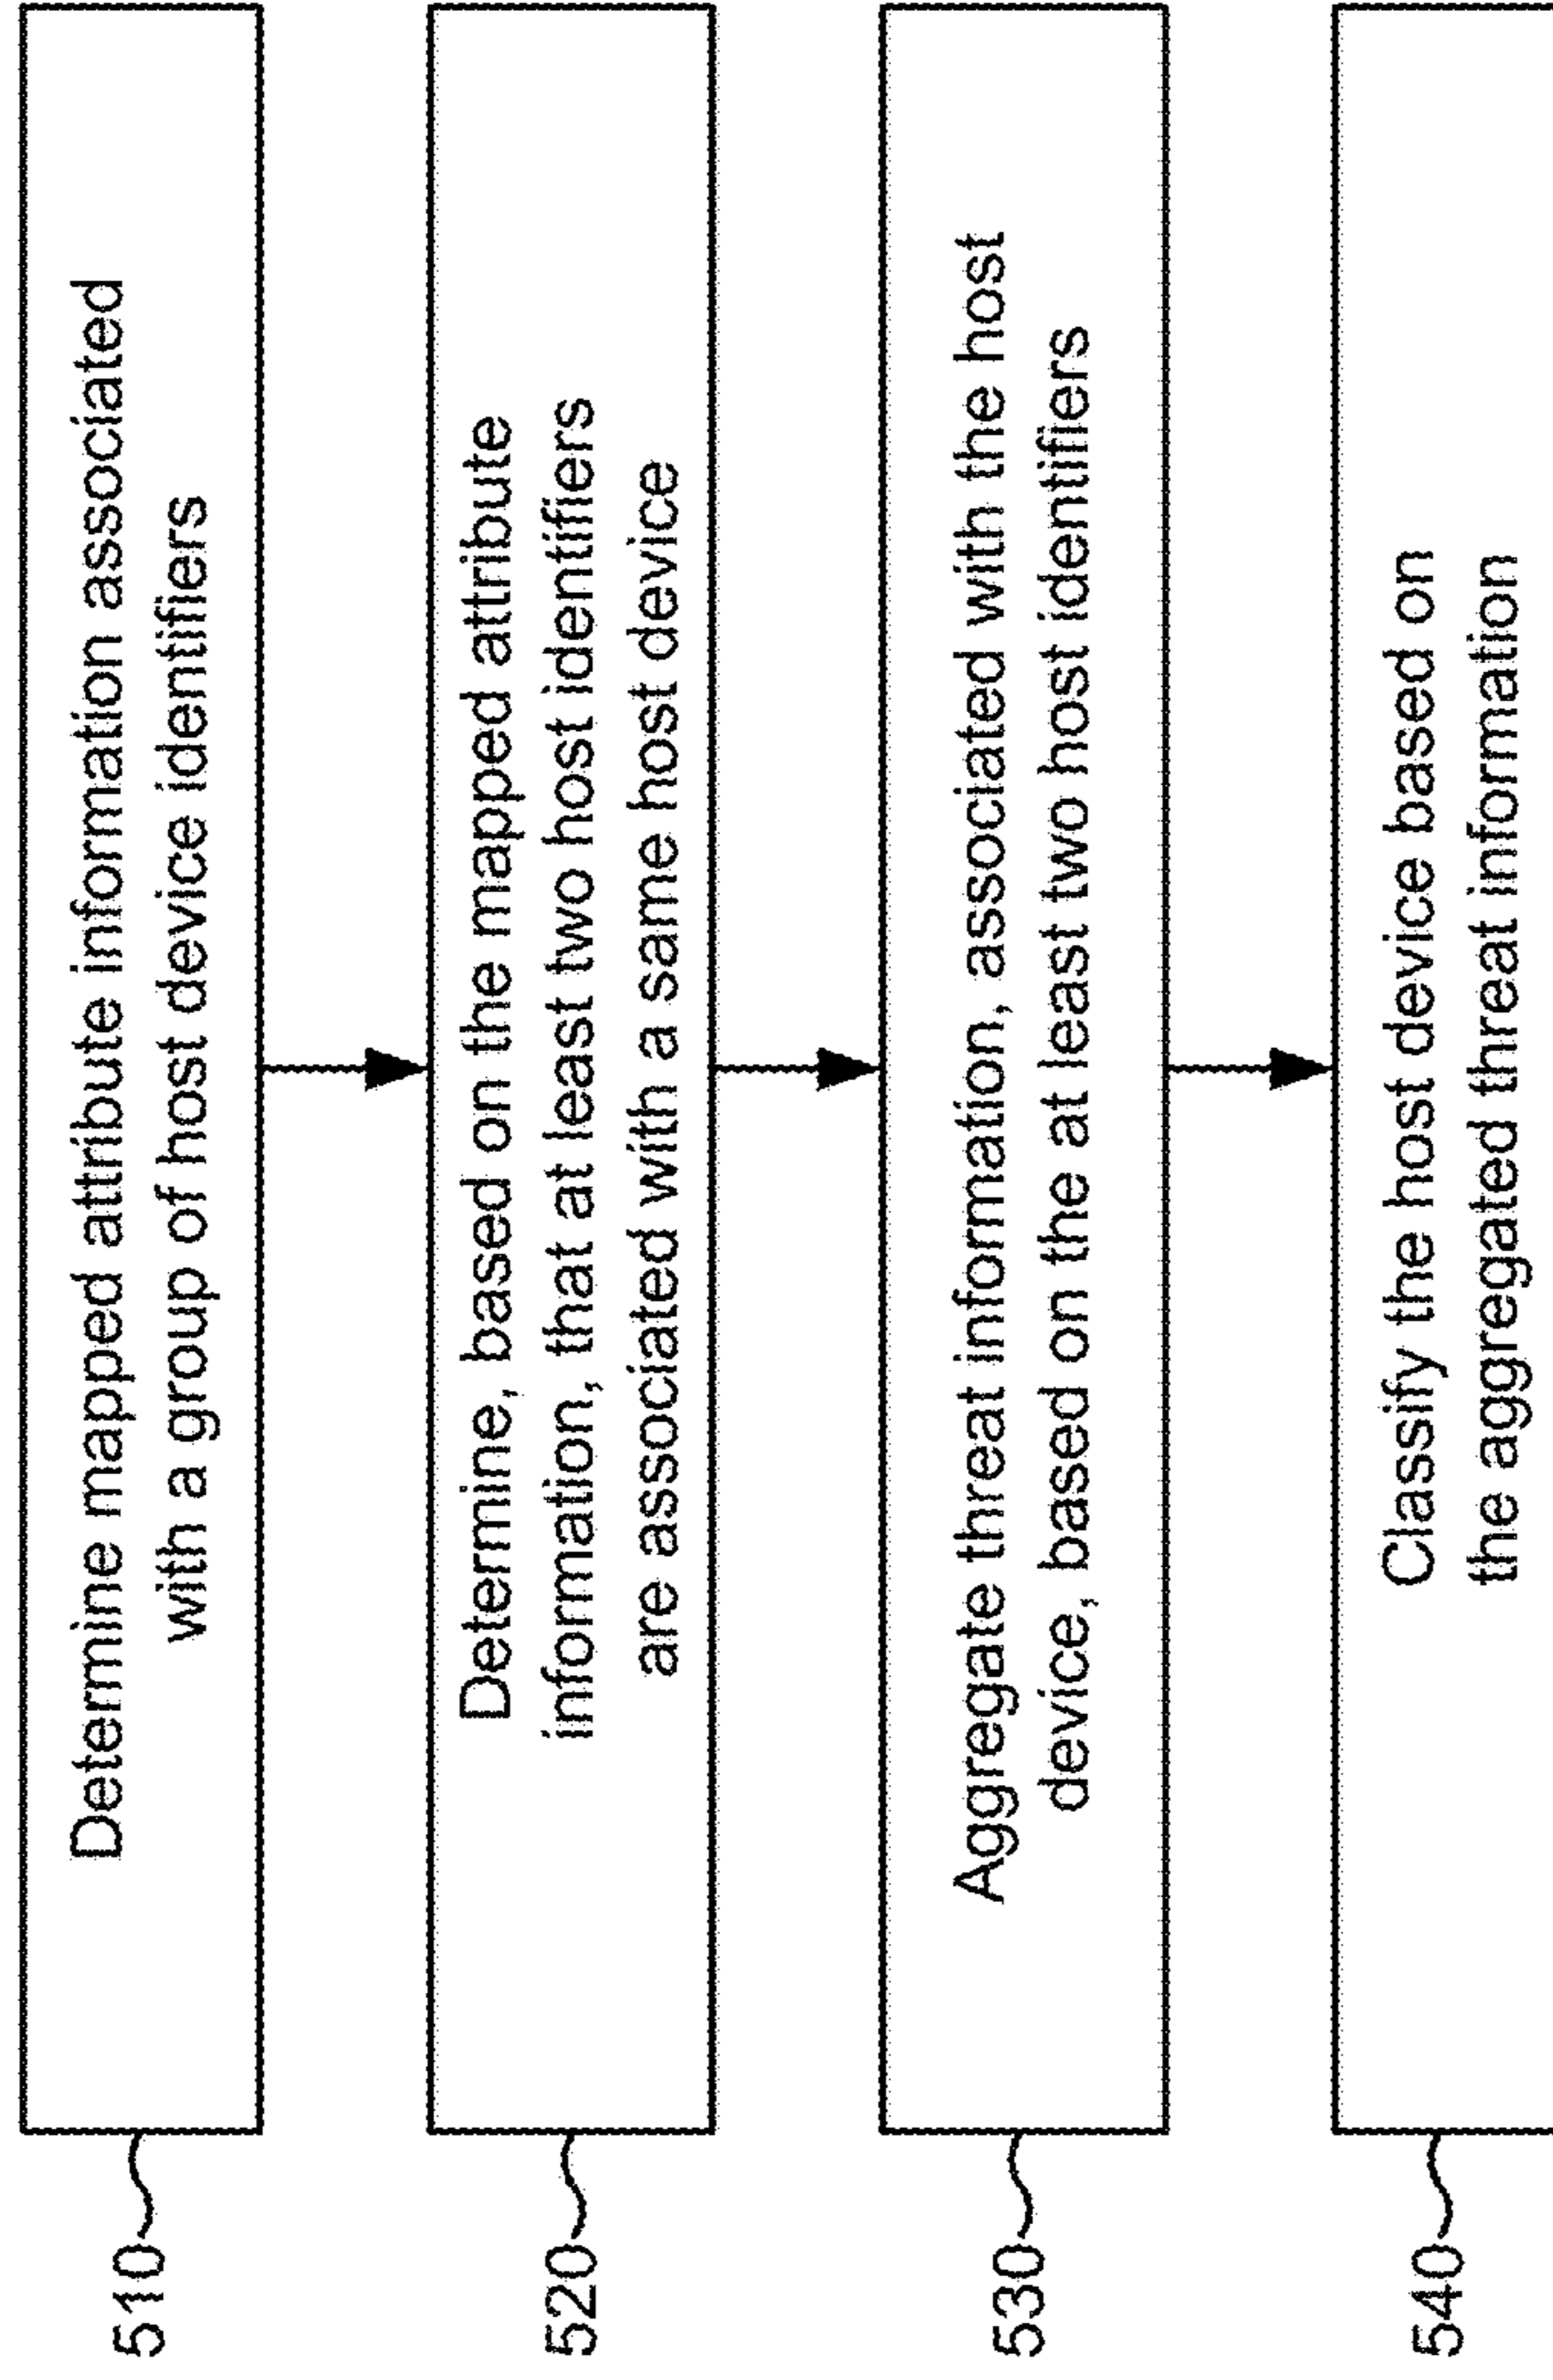 510
Determine mapped attribute information associated
with a group of host device identifiers
520
Determine, based on the mapped attribute
information, that at least two host identifiers
are associated with a same host device
530
Aggregate threat information, associated with the host
device, based on the at least two host identifiers
540
Classify the host device based on
the aggregated threat information